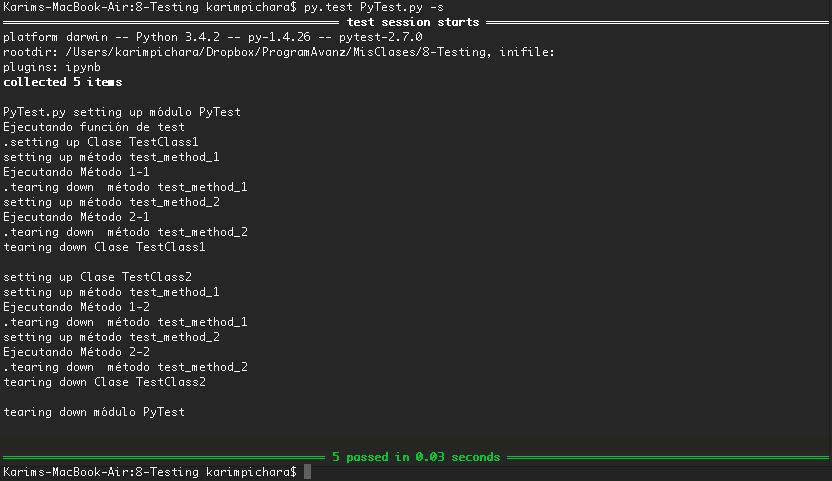 Karims-MacBook-Air:8-Testing karimpichara$ py.test PyTest.py -s
test session starts
platform darwin -- Python 3.4.2 -- py-1.4.26 -- pytest-2.7.0
rootdir: /Users/karimpichara/Dropbox/ProgramAvanz/MisClases/8-Testing, inifile:
plugins: ipynb
collected 5 items
PyTest.py setting up módulo PyTest
Ejecutando función de test
.setting up Clase TestClass1
setting up método test_method_1
Ejecutando Método 1-1
.tearing down  método test_method_1
setting up método test_method_2
Ejecutando Método 2-1
.tearing down  método test_method_2
tearing down Clase TestClass1
setting up Clase TestClass2
setting up método test_method_1
Ejecutando Método 1-2
.tearing down  método test_method_1
setting up método test_method_2
Ejecutando Método 2-2
.tearing down  método test_method_2
tearing down Clase TestClass2
tearing down módulo PyTest
5 passed in 0.03 seconds
Karims-MacBook-Air:8-Testing karimpichara$